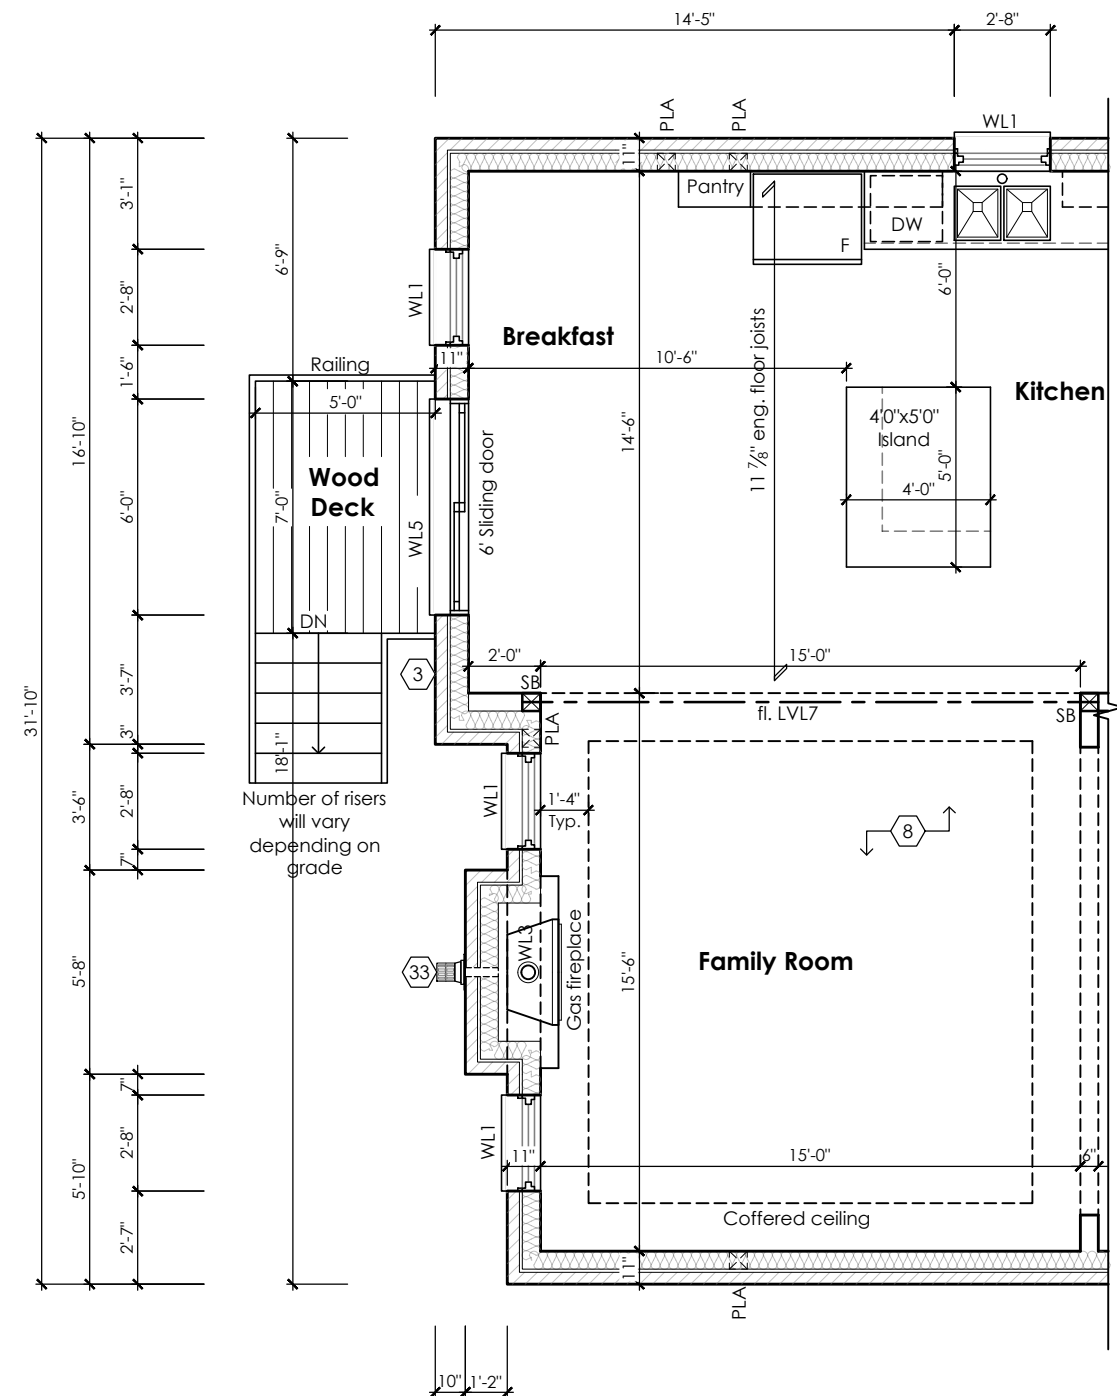 14'-5"
2'-8"
PLA
PLA
WL1
11"
3'-1"
Pantry
DW
F
6'-9"
6'-0"
2'-8"
WL1
Breakfast
11"
10'-6"
Railing
1'-6"
Kitchen
5'-0"
4'0"x5'0"
Island
16'-10"
14'-6"
11 7/8" eng. floor joists
Wood
Deck
5'-0"
4'-0"
6'-0"
7'-0"
WL5
6' Sliding door
DN
3
2'-0"
15'-0"
3'-7"
SB
fl. LVL7
SB
31'-10"
3"
PLA
18'-1"
Number of risers
will vary
depending on
grade
3'-6"
2'-8"
WL1
1'-4"
Typ.
8
7"
WL3
Gas fireplace
Family Room
33
5'-8"
15'-6"
7"
2'-8"
WL1
11"
15'-0"
6"
5'-10"
Coffered ceiling
2'-7"
11"
PLA
10"
1'-2"